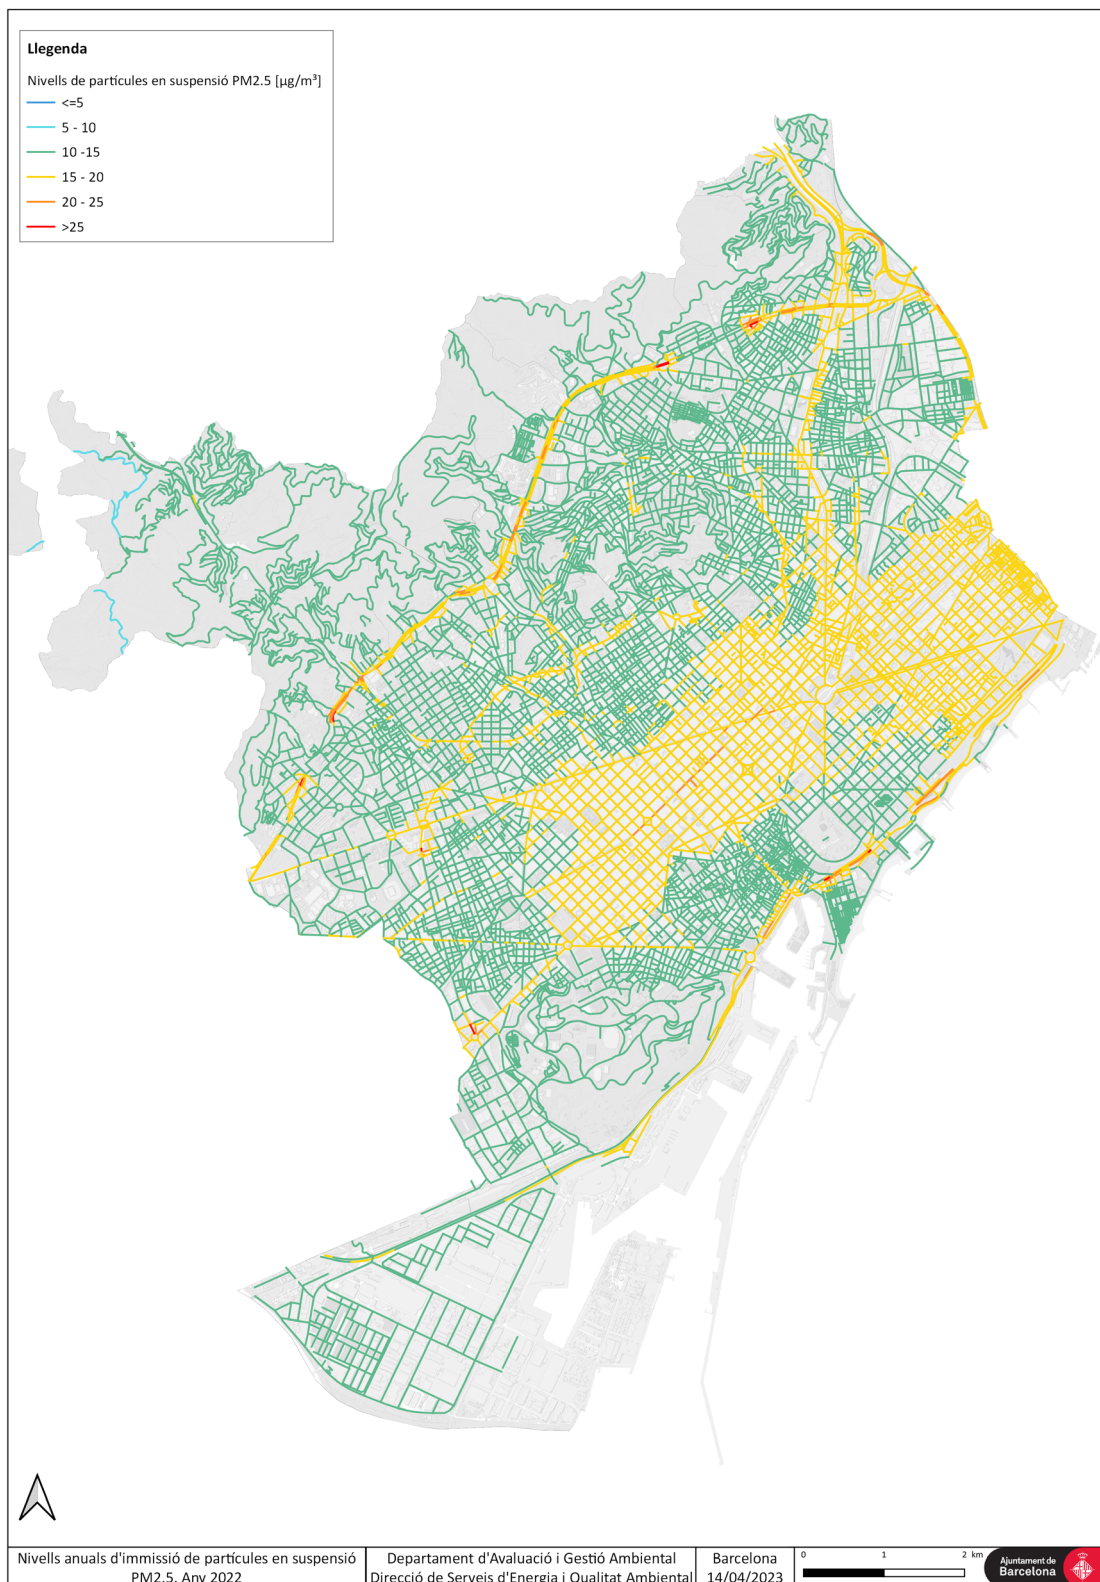 Llegenda
Nivells de partícules en suspensió PM2.5 [µg/m³]
<=5
5 - 10
10 -15
15 - 20
20 - 25
>25
Nivells anuals d'immissió de partícules en suspensió
PM2.5. Any 2022
Departament d'Avaluació i Gestió Ambiental
Direcció de Serveis d'Energia i Qualitat Ambiental
Barcelona
14/04/2023
0 1 2 km
Ajuntament de
Barcelona